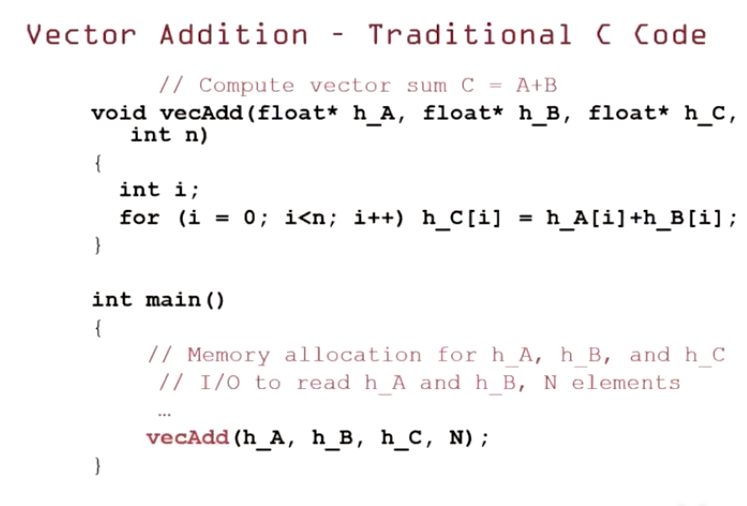 Vector Addition - Traditional C Code
// Compute vector sum C = A+B
void vecAdd(float* h_A, float* h_B, float* h_C,
int n)
{
int i;
for (i = 0; i<n; i++) h_C[i] = h_A[i]+h_B[i];
}
int main()
{
// Memory allocation for h_A, h_B, and h_C
// I/O to read h_A and h_B, N elements
…
vecAdd(h_A, h_B, h_C, N);
}